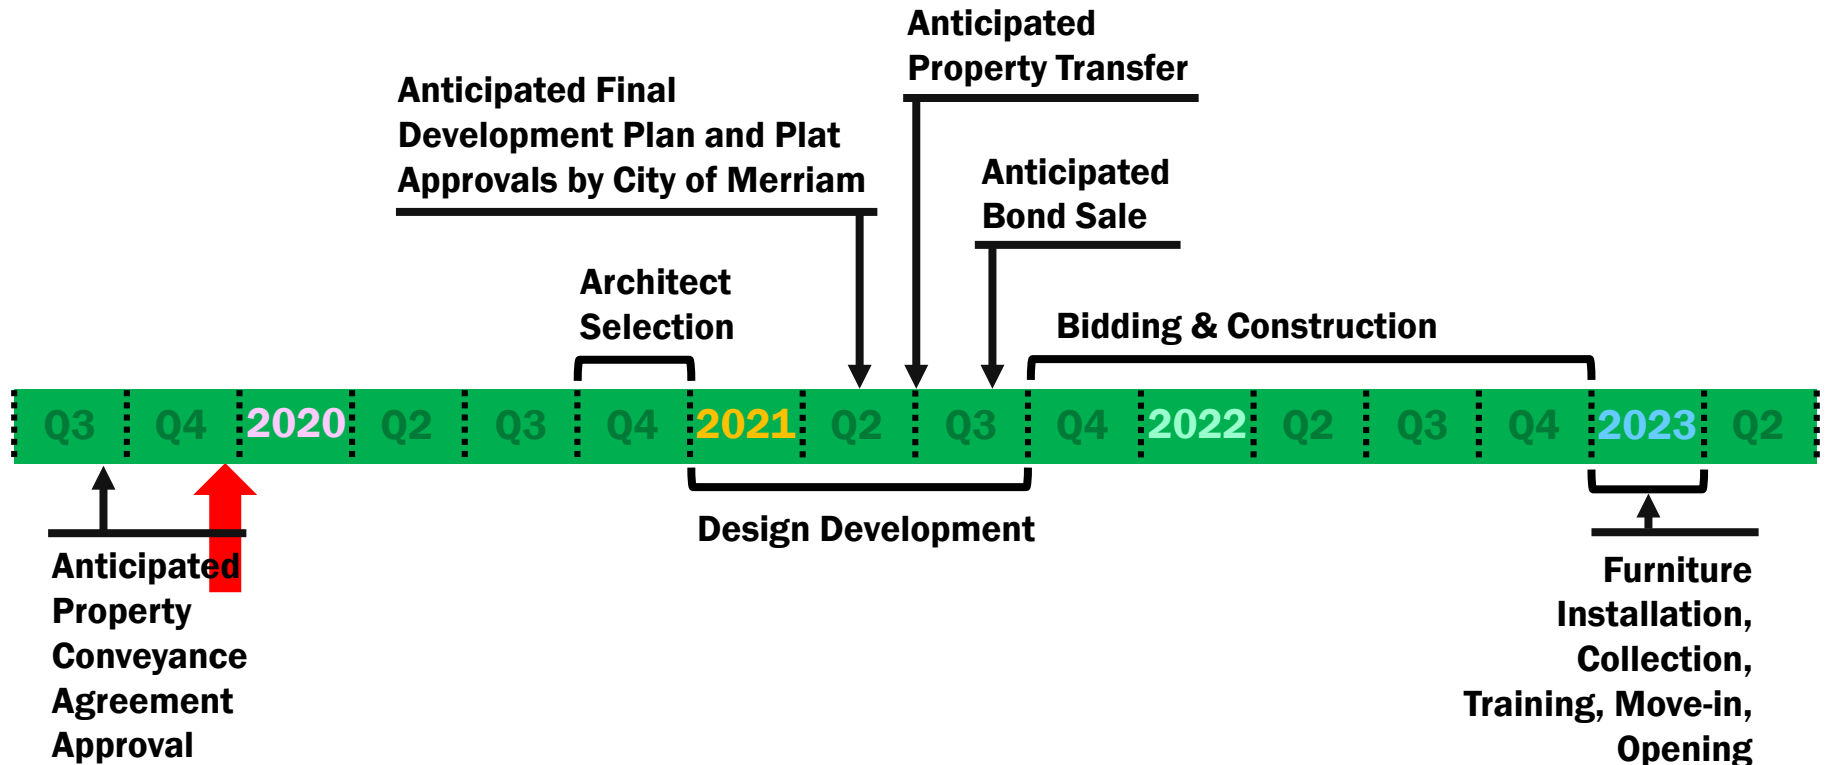 Anticipated
Property Transfer
Anticipated Final
Development Plan and Plat
Approvals by City of Merriam
Anticipated
Bond Sale
Architect
Selection
Bidding & Construction
Q3 Q4 2020 Q2 Q3 Q4 2021 Q2 Q3 Q4 2022 Q2 Q3 Q4 2023 Q2
Design Development
Anticipated
Property
Conveyance
Agreement
Approval
Furniture
Installation,
Collection,
Training, Move-in,
Opening